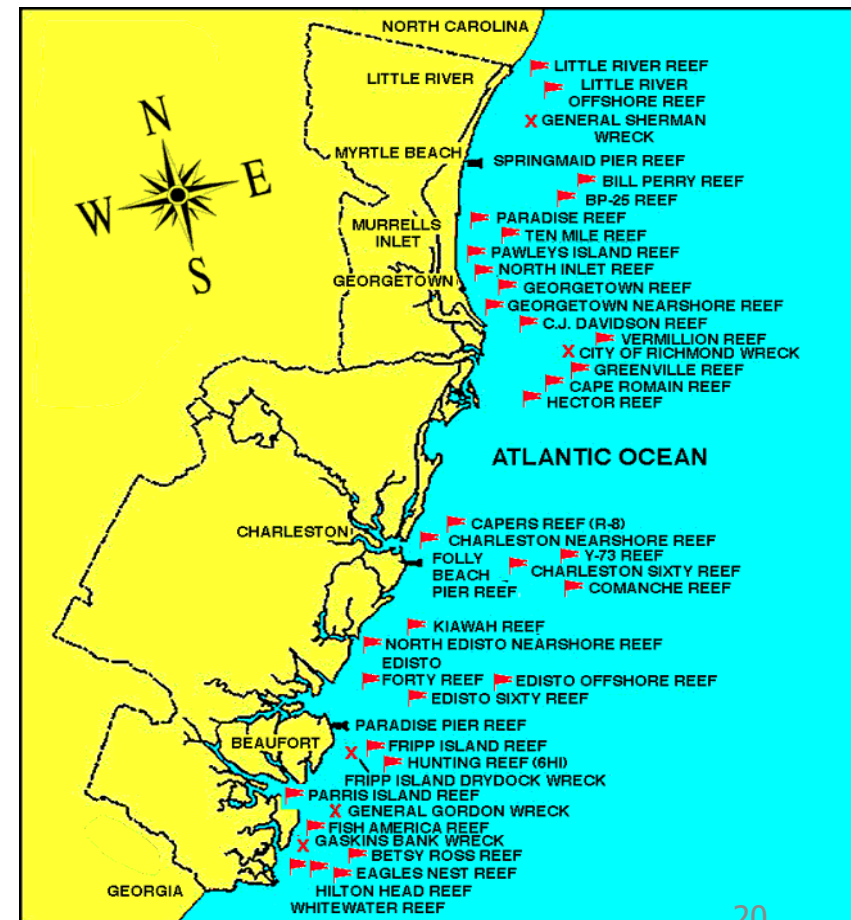 NORTH CAROLINA
LITTLE RIVER
LITTLE RIVER REEF
LITTLE RIVER
OFFSHORE REEF
X GENERAL SHERMAN
WRECK
N
W
E
S
MYRTLE BEACH
SPRINGMAID PIER REEF
BILL PERRY REEF
BP-25 REEF
PARADISE REEF
MURRELLS
INLET
TEN MILE REEF
PAWLEYS ISLAND REEF
NORTH INLET REEF
GEORGETOWN
GEORGETOWN REEF
GEORGETOWN NEARSHORE REEF
C.J. DAVIDSON REEF
VERMILLION REEF
X CITY OF RICHMOND WRECK
GREENVILLE REEF
CAPE ROMAIN REEF
HECTOR REEF
ATLANTIC OCEAN
CAPERS REEF (R-8)
CHARLESTON
CHARLESTON NEARSHORE REEF
Y-73 REEF
FOLLY
BEACH
PIER REEF
CHARLESTON SIXTY REEF
COMANCHE REEF
KIAWAH REEF
NORTH EDISTO NEARSHORE REEF
EDISTO
FORTY REEF
EDISTO OFFSHORE REEF
EDISTO SIXTY REEF
PARADISE PIER REEF
BEAUFORT
X
FRIPP ISLAND REEF
HUNTING REEF (6HI)
FRIPP ISLAND DRYDOCK WRECK
PARRIS ISLAND REEF
X GENERAL GORDON WRECK
FISH AMERICA REEF
X GASKINS BANK WRECK
BETSY ROSS REEF
EAGLES NEST REEF
GEORGIA
HILTON HEAD REEF
WHITEWATER REEF
20